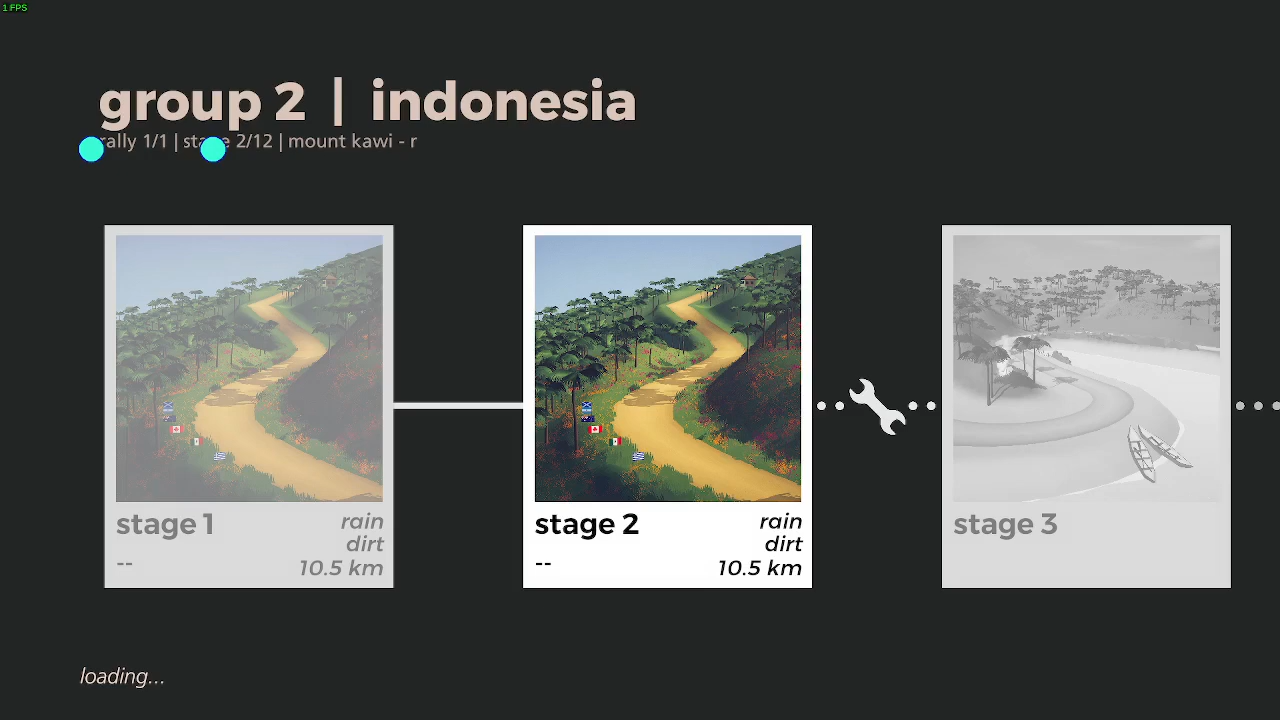 1 FPS
group 2 | indonesia
rally 1/1 | stage 2/12 | mount kawi - r
stage 1
rain
dirt
--
10.5 km
stage 2
rain
dirt
--
10.5 km
stage 3
loading...